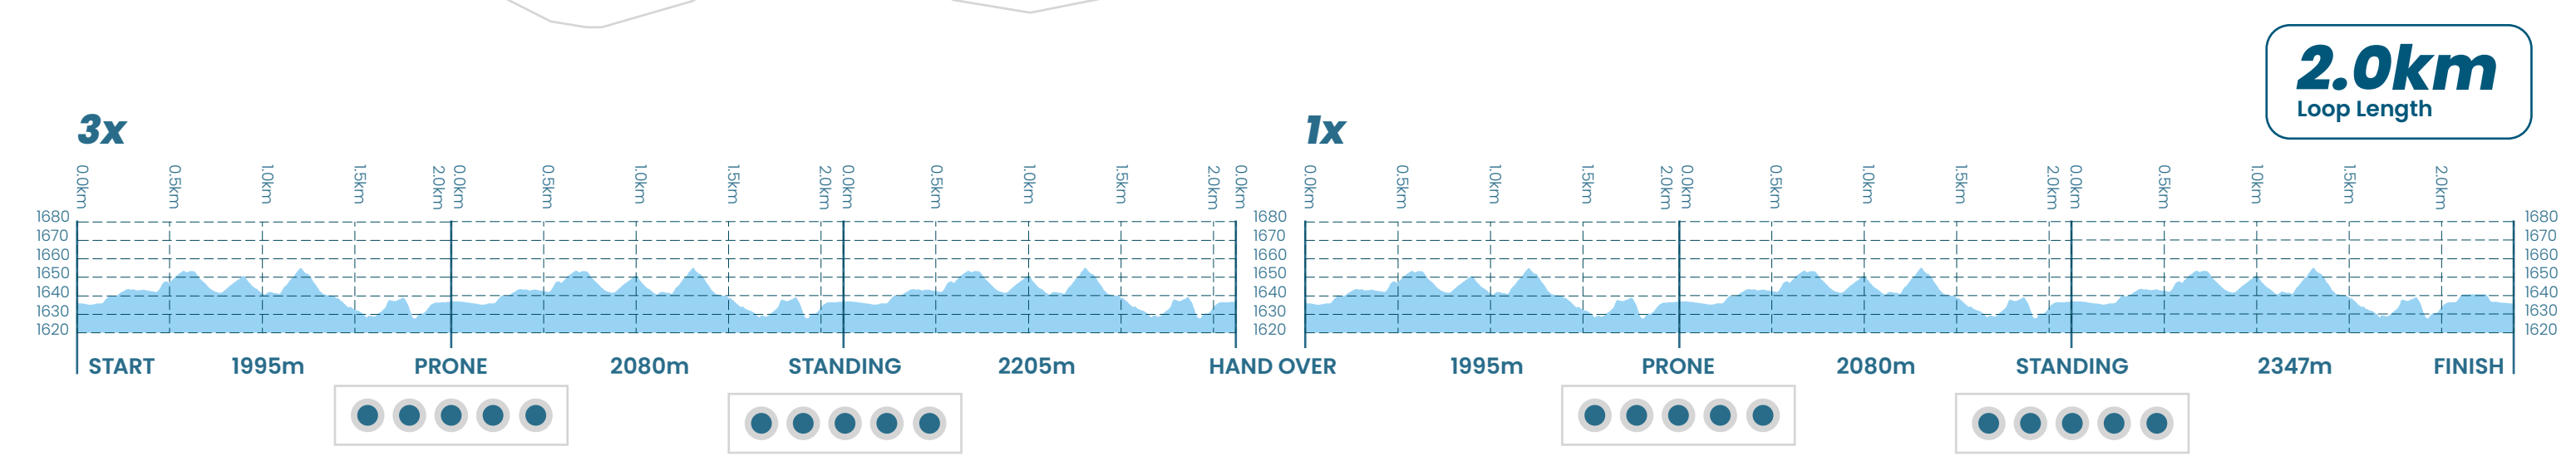 2.0km
Loop Length
3x
1x
0.0km 0.5km 1.0km 1.5km 2.0km 0.0km 0.5km 1.0km 1.5km 2.0km 0.0km 0.5km 1.0km 1.5km 2.0km 0.0km 0.0km 0.5km 1.0km 1.5km 2.0km 0.0km 0.5km 1.0km 1.5km 2.0km 0.0km 0.5km 1.0km 1.5km 2.0km
1680 1680 1680
1670 1670 1670
1660 1660 1660
1650 1650 1650
1640 1640 1640
1630 1630 1630
1620 1620 1620
START 1995m PRONE 2080m STANDING 2205m HAND OVER 1995m PRONE 2080m STANDING 2347m FINISH